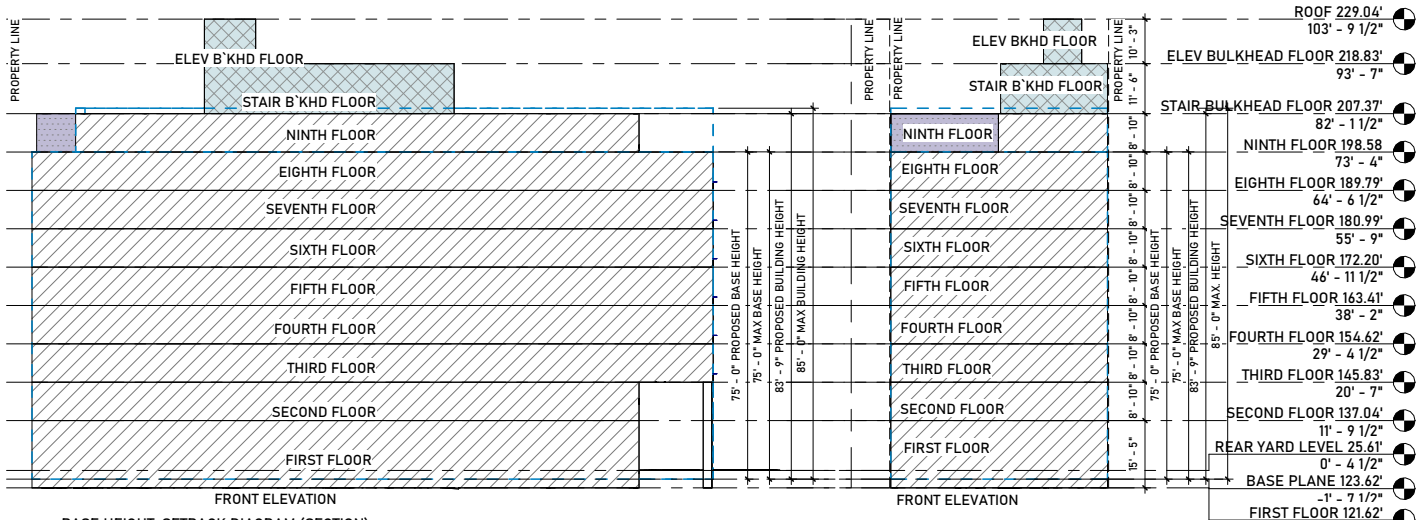 PROPERTY LINE
ELEV B`KHD FLOOR
STAIR B`KHD FLOOR
NINTH FLOOR
EIGHTH FLOOR
SEVENTH FLOOR
SIXTH FLOOR
FIFTH FLOOR
FOURTH FLOOR
THIRD FLOOR
SECOND FLOOR
FIRST FLOOR
FRONT ELEVATION
75' - 0" PROPOSED BASE HEIGHT
75' - 0" MAX BASE HEIGHT
83' - 9" PROPOSED BUILDING HEIGHT
85' - 0" MAX BUILDING HEIGHT
PROPERTY LINE
PROPERTY LINE
ELEV BKHD FLOOR
STAIR B`KHD FLOOR
NINTH FLOOR
EIGHTH FLOOR
SEVENTH FLOOR
SIXTH FLOOR
FIFTH FLOOR
FOURTH FLOOR
THIRD FLOOR
SECOND FLOOR
FIRST FLOOR
FRONT ELEVATION
PROPERTY LINE
10' - 3"
11' - 6"
8' - 10"
8' - 10"
8' - 10"
8' - 10"
8' - 10"
8' - 10"
8' - 10"
8' - 10"
15' - 5"
75' - 0" PROPOSED BASE HEIGHT
75' - 0" MAX BASE HEIGHT
83' - 9" PROPOSED BUILDING HEIGHT
85' - 0" MAX. HEIGHT
ROOF 229.04'
103' - 9 1/2"
ELEV BULKHEAD FLOOR 218.83'
93' - 7"
STAIR BULKHEAD FLOOR 207.37'
82' - 1 1/2"
NINTH FLOOR 198.58
73' - 4"
EIGHTH FLOOR 189.79'
64' - 6 1/2"
SEVENTH FLOOR 180.99'
55' - 9"
SIXTH FLOOR 172.20'
46' - 11 1/2"
FIFTH FLOOR 163.41'
38' - 2"
FOURTH FLOOR 154.62'
29' - 4 1/2"
THIRD FLOOR 145.83'
20' - 7"
SECOND FLOOR 137.04'
11' - 9 1/2"
REAR YARD LEVEL 25.61'
0' - 4 1/2"
BASE PLANE 123.62'
-1' - 7 1/2"
FIRST FLOOR 121.62'